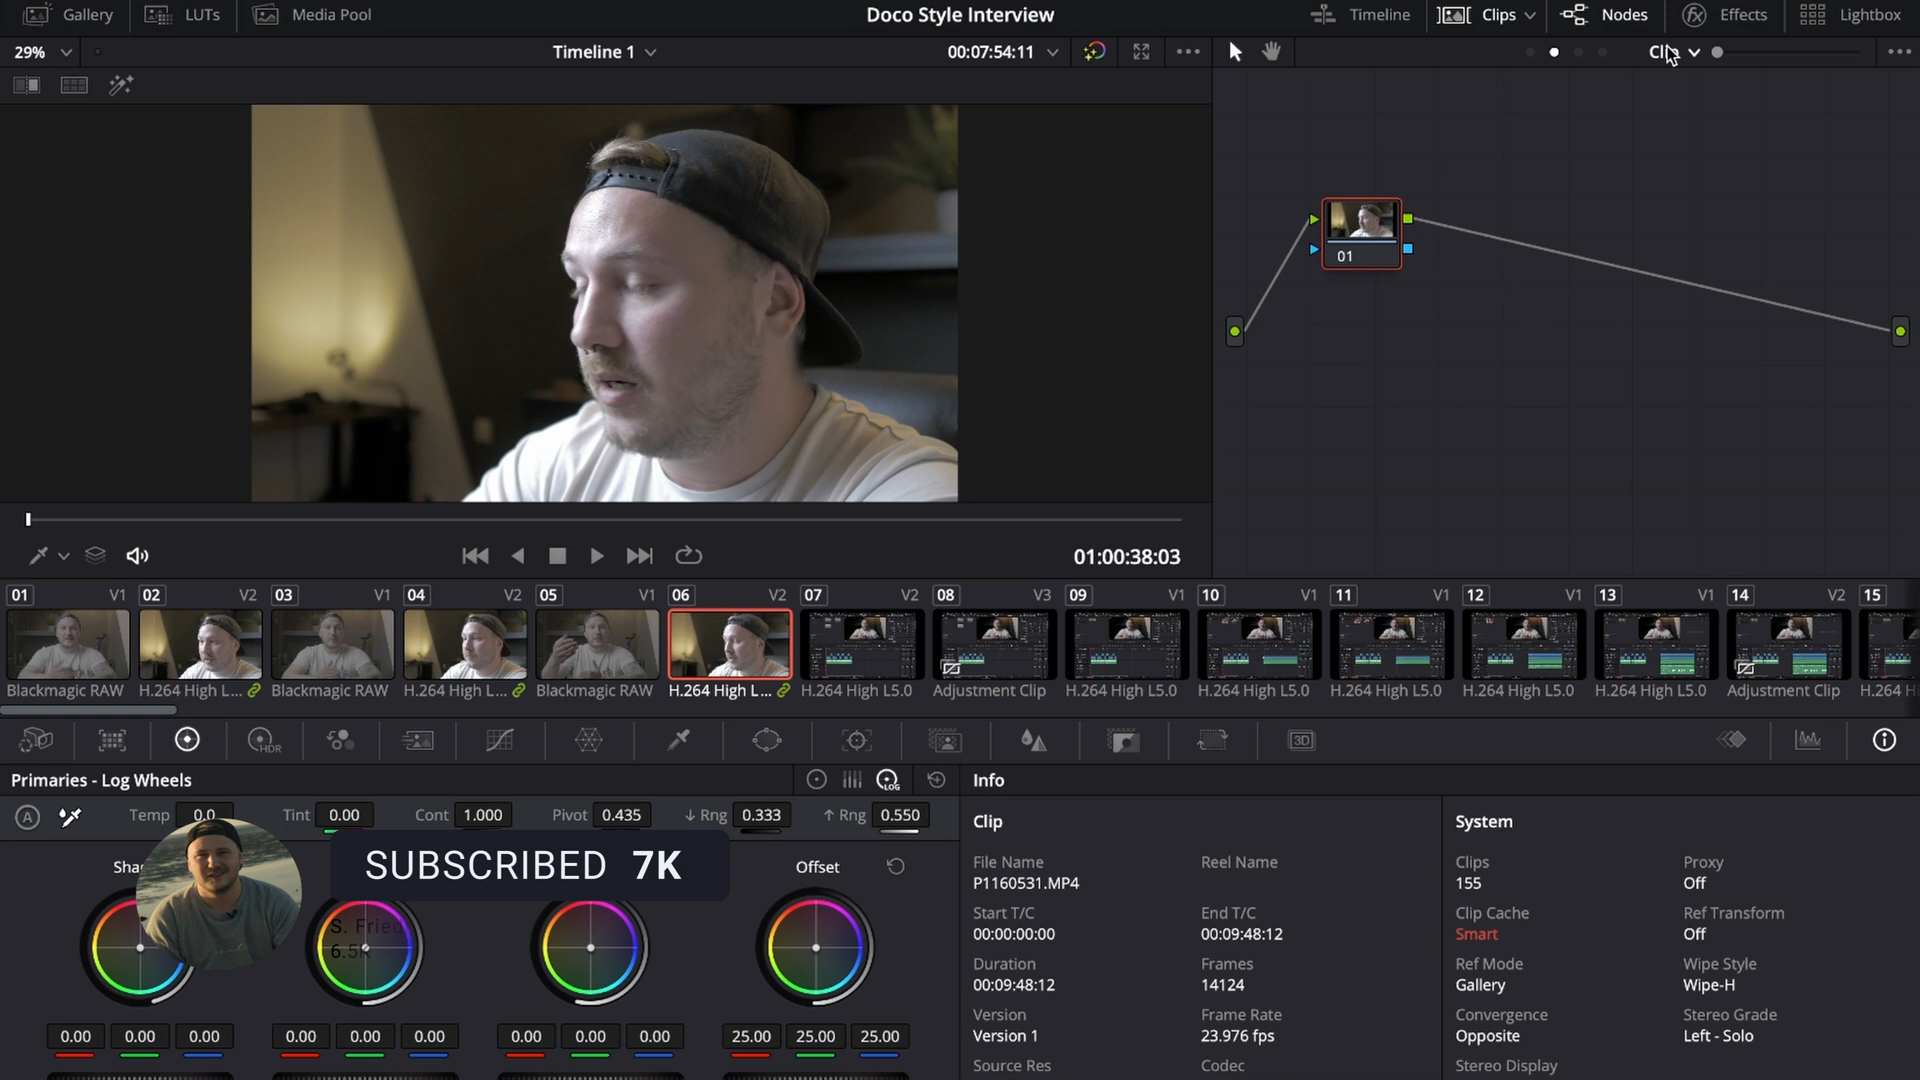 Gallery LUTs Media Pool Doco Style Interview Timeline Clips Nodes Effects Lightbox
29% Timeline 1 00:07:54:11 Clip
01
01:00:38:03
01 V1 02 V2 03 V1 04 V2 05 V1 06 V2 07 V2 08 V3 09 V1 10 V1 11 V1 12 V1 13 V1 14 V2 15
Blackmagic RAW H.264 High L... Blackmagic RAW H.264 High L... Blackmagic RAW H.264 High L... H.264 High L5.0 Adjustment Clip H.264 High L5.0 H.264 High L5.0 H.264 High L5.0 H.264 High L5.0 H.264 High L5.0 Adjustment Clip H.264 H
HDR 3D
Primaries - Log Wheels LOG Info
A Temp 0.0 Tint 0.00 Cont 1.000 Pivot 0.435 ↓ Rng 0.333 ↑ Rng 0.550
Clip System
SUBSCRIBED 7K
Offset
S. Fried
6.5K
File Name Reel Name Clips Proxy
P1160531.MP4 155 Off
Start T/C End T/C Clip Cache Ref Transform
00:00:00:00 00:09:48:12 Smart Off
Duration Frames Ref Mode Wipe Style
00:09:48:12 14124 Gallery Wipe-H
Version Frame Rate Convergence Stereo Grade
Version 1 23.976 fps Opposite Left - Solo
Source Res Codec Stereo Display
0.00 0.00 0.00 0.00 0.00 0.00 0.00 0.00 0.00 25.00 25.00 25.00